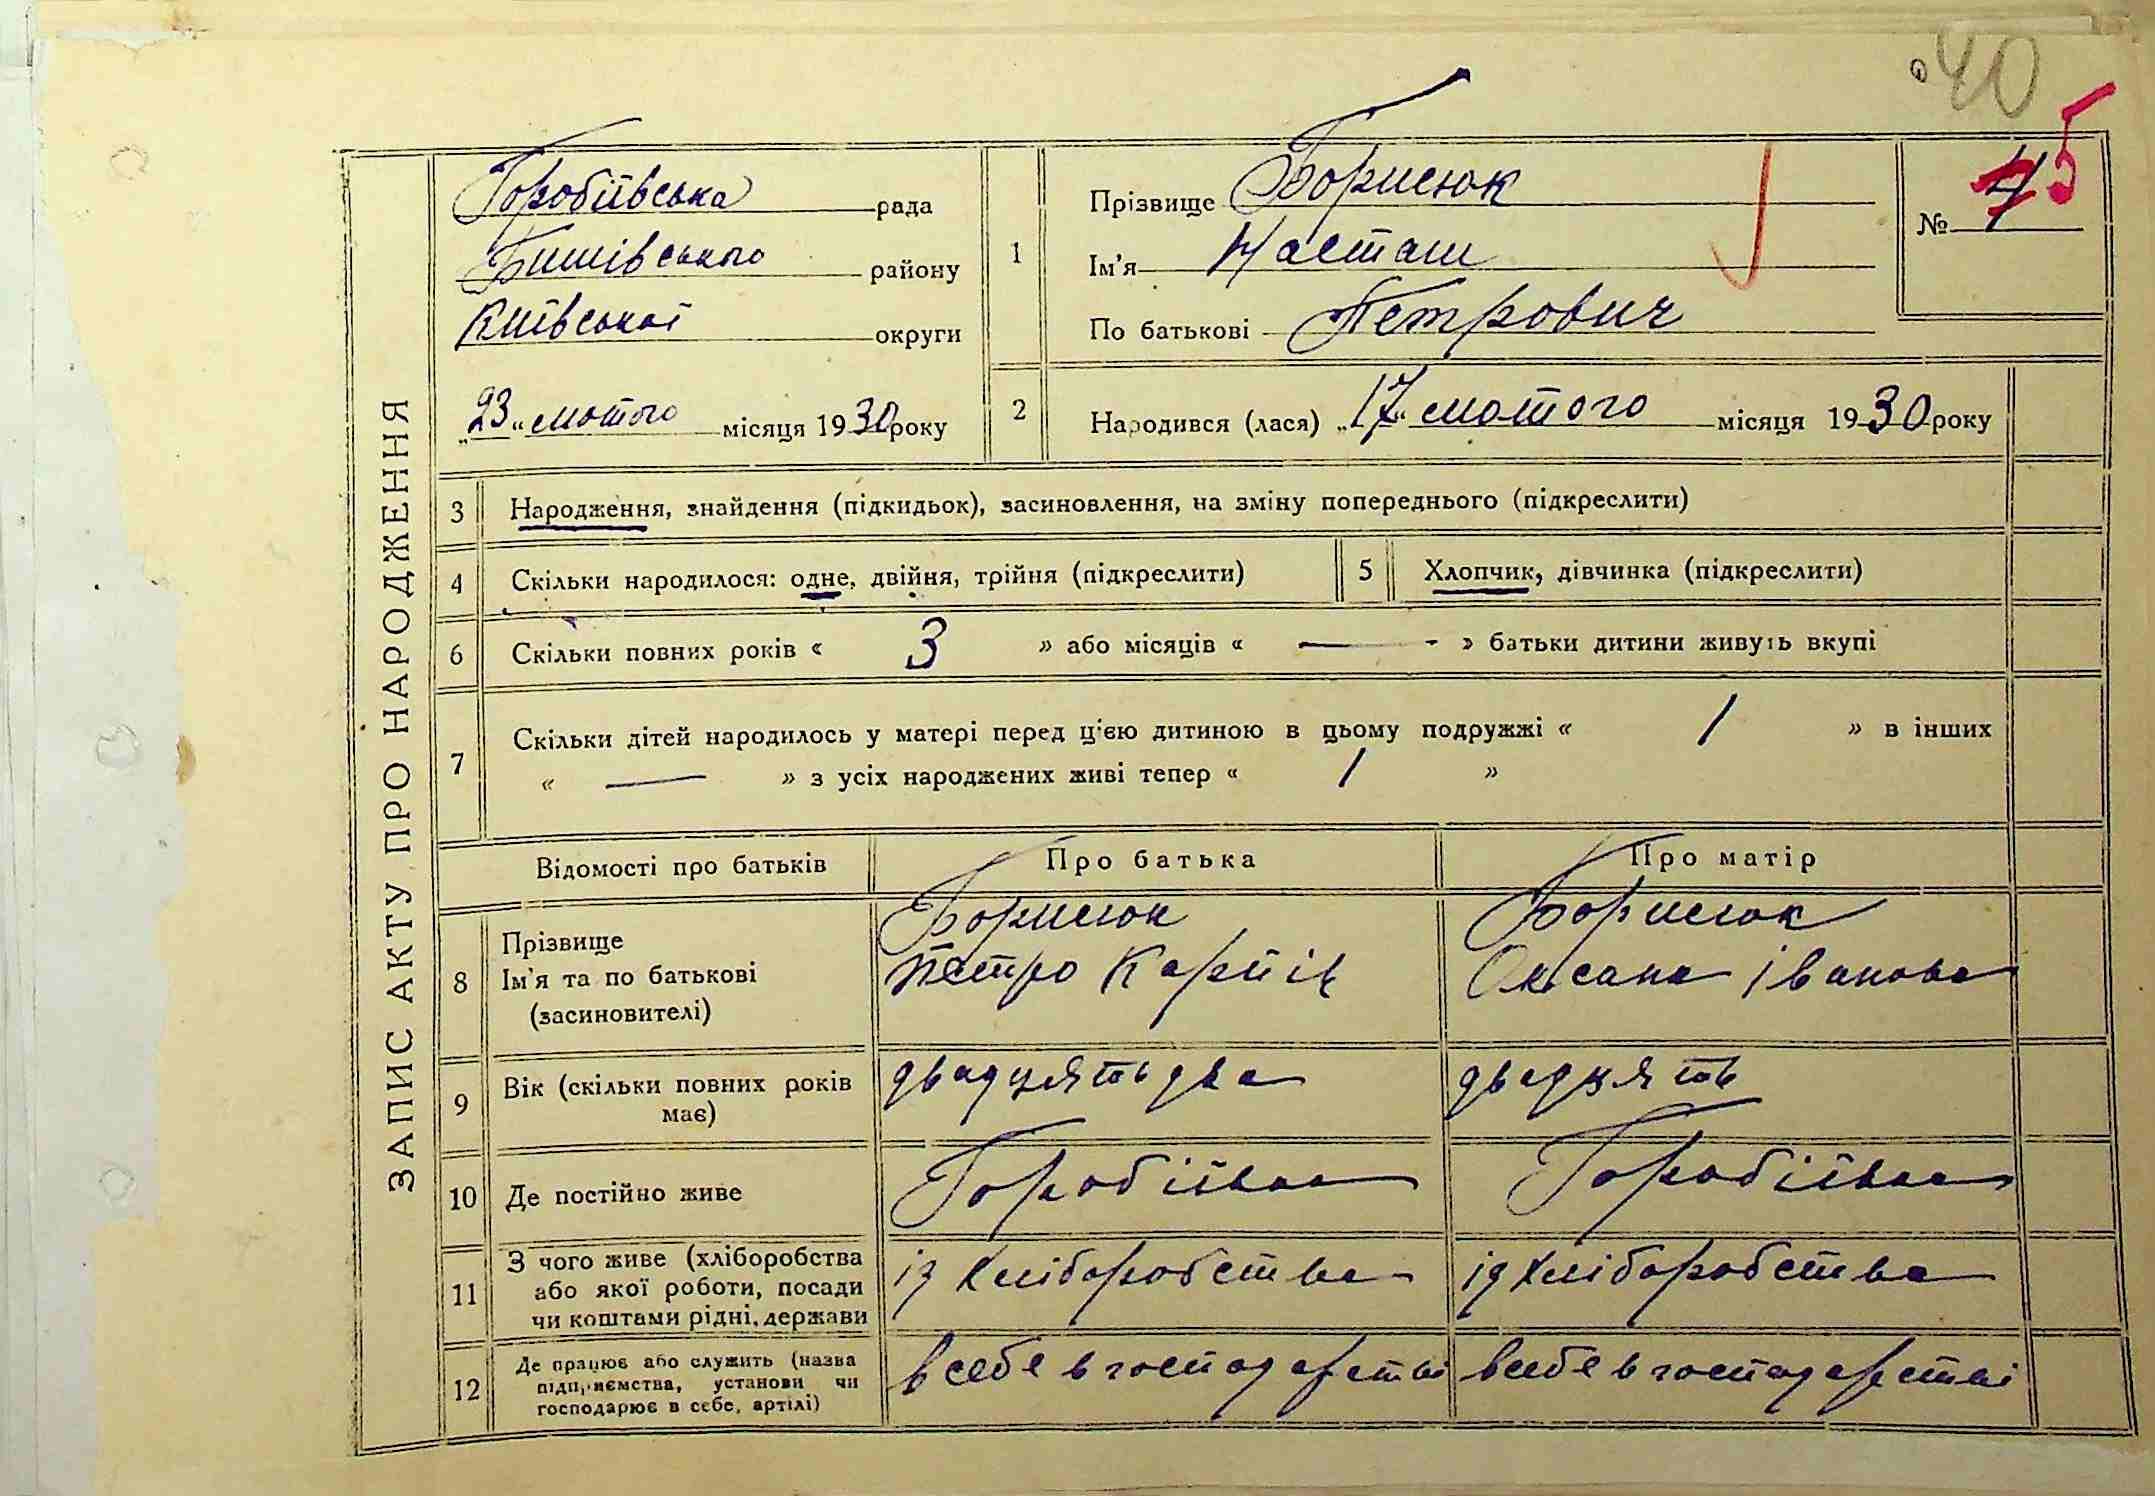 40
Горобіївська рада
Бишівського району
Київської округи
„23“ лютого місяця 1930 року
1
Прізвище Борисюк
Ім'я Насташ
По батькові Петрович
№ 5
2
Народився (лася) „17“ лютого місяця 1930 року
ЗАПИС АКТУ ПРО НАРОДЖЕННЯ
3 Народження, знайдення (підкидьок), засиновлення, на зміну попереднього (підкреслити)
4 Скільки народилося: одне, двійня, трійня (підкреслити) 5 Хлопчик, дівчинка (підкреслити)
6 Скільки повних років « 3 » або місяців « — » батьки дитини живуть вкупі
7 Скільки дітей народилось у матері перед ц'єю дитиною в цьому подружжі « 1 » в інших
« — » з усіх народжених живі тепер « 1 »
Відомості про батьків Про батька Про матір
8
Прізвище Борисюк Борисюк
Ім'я та по батькові Петро Карпів Оксана Іванова
(засиновителі)
9 Вік (скільки повних років двадцять два двадцять
має)
10 Де постійно живе Горобіївка Горобіївка
11
З чого живе (хліборобства
або якої роботи, посади із хліборобства із хліборобства
чи коштами рідні, держави
12
Де працює або служить (назва
підприємства, установи чи в себе в господарстві в себе в господарстві
господарює в себе, артілі)